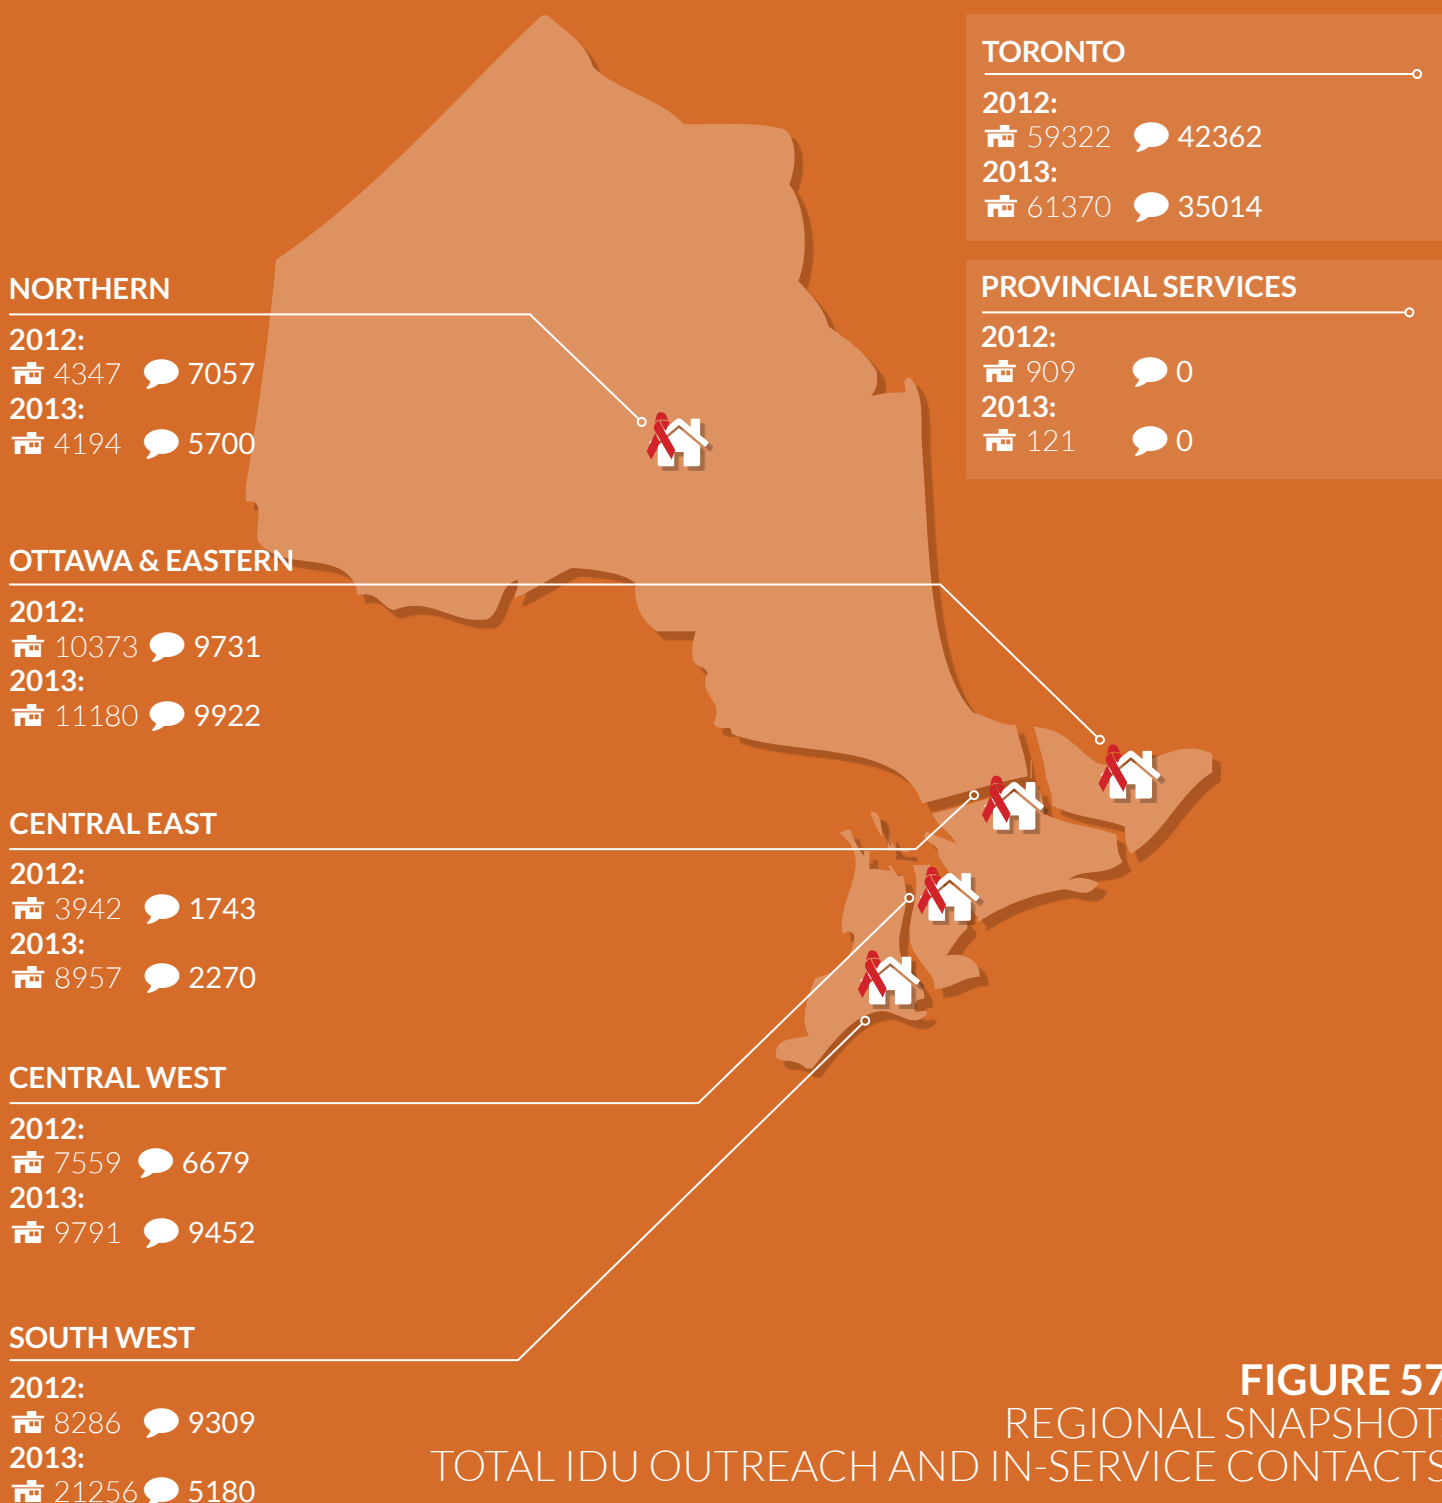 TORONTO
2012:
59322 42362
2013:
61370 35014
PROVINCIAL SERVICES
2012:
909 0
2013:
121 0
NORTHERN
2012:
4347 7057
2013:
4194 5700
OTTAWA & EASTERN
2012:
10373 9731
2013:
11180 9922
CENTRAL EAST
2012:
3942 1743
2013:
8957 2270
CENTRAL WEST
2012:
7559 6679
2013:
9791 9452
SOUTH WEST
2012:
8286 9309
2013:
21256 5180
FIGURE 57
REGIONAL SNAPSHOT:
TOTAL IDU OUTREACH AND IN-SERVICE CONTACTS